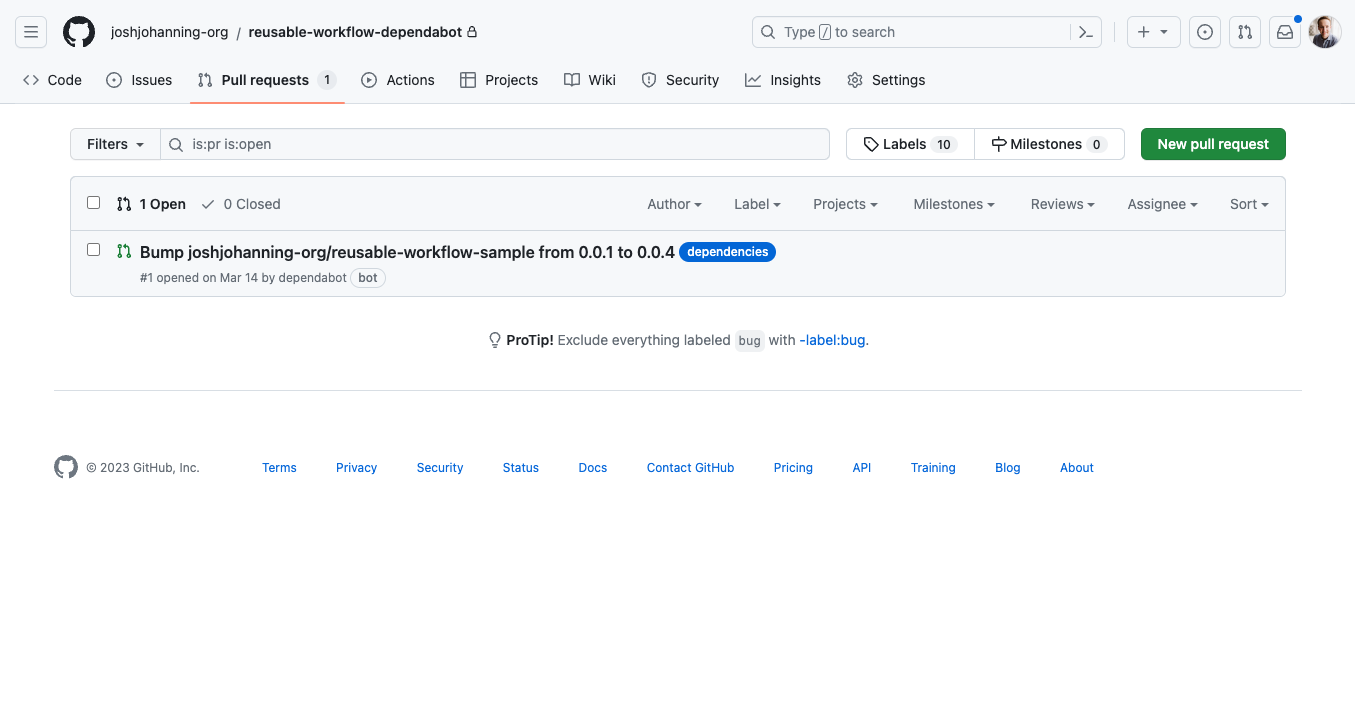 joshjohanning-org / reusable-workflow-dependabot
Type / to search
Code Issues Pull requests 1 Actions Projects Wiki Security Insights Settings
Filters is:pr is:open Labels 10 Milestones 0 New pull request
1 Open 0 Closed Author Label Projects Milestones Reviews Assignee Sort
Bump joshjohanning-org/reusable-workflow-sample from 0.0.1 to 0.0.4 dependencies
#1 opened on Mar 14 by dependabot bot
ProTip! Exclude everything labeled bug with -label:bug.
© 2023 GitHub, Inc. Terms Privacy Security Status Docs Contact GitHub Pricing API Training Blog About